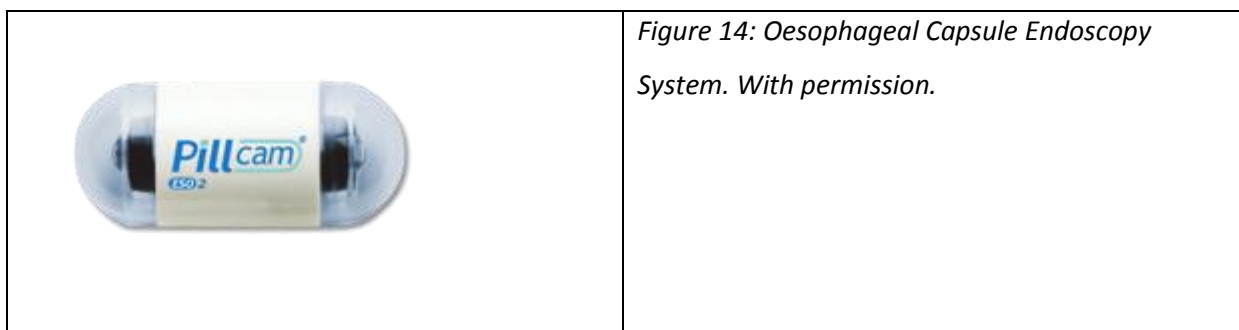 Pillcam
ESO 2
Figure 14: Oesophageal Capsule Endoscopy
System. With permission.